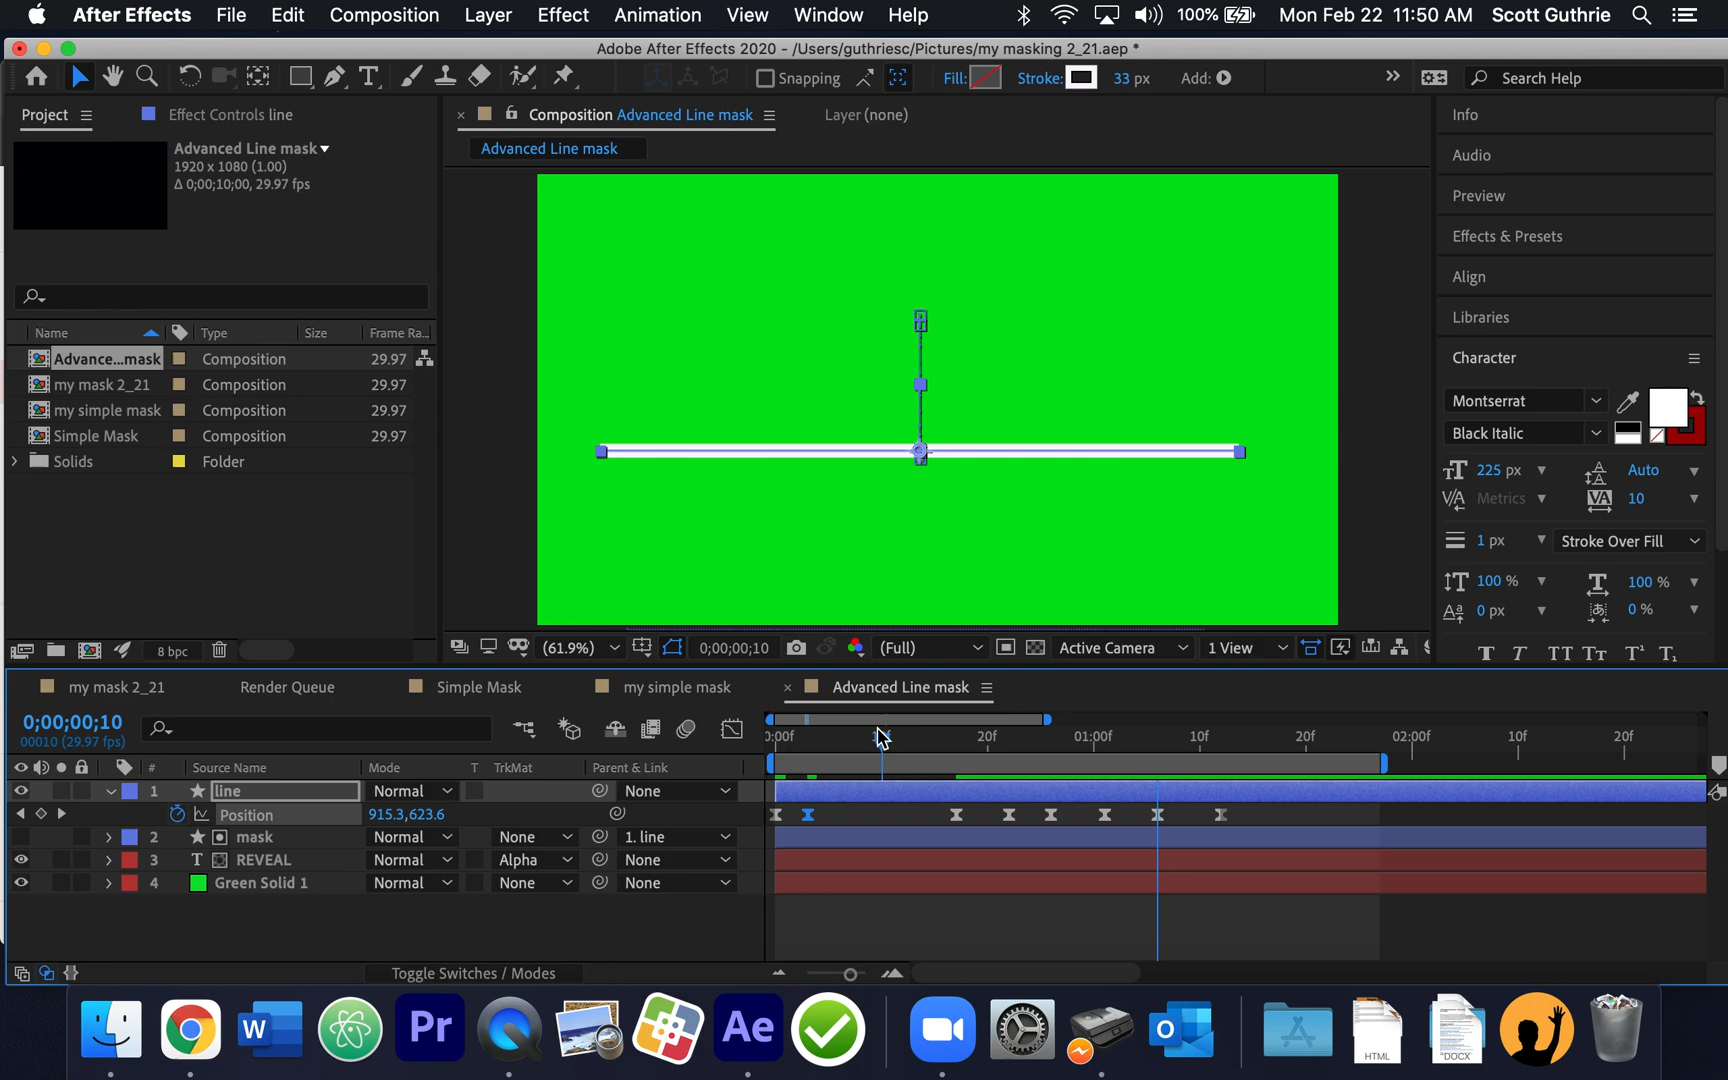 After Effects File Edit Composition Layer Effect Animation View Window Help 100% Mon Feb 22 11:50 AM Scott Guthrie
Adobe After Effects 2020 - /Users/guthriesc/Pictures/my masking 2_21.aep *
Snapping Fill: Stroke: 33 px Add: Search Help
Project Effect Controls line
Composition Advanced Line mask Layer (none)
Advanced Line mask
Advanced Line mask
1920 x 1080 (1.00)
Δ 0;00;10;00, 29.97 fps
Name Type Size Frame Ra...
Advance...mask Composition 29.97
my mask 2_21 Composition 29.97
my simple mask Composition 29.97
Simple Mask Composition 29.97
Solids Folder
8 bpc
(61.9%) 0;00;00;10 (Full) Active Camera 1 View
Info
Audio
Preview
Effects & Presets
Align
Libraries
Character
Montserrat
Black Italic
225 px Auto
Metrics 10
1 px Stroke Over Fill
100 % 100 %
0 px 0 %
T T TT Tt T¹ T₁
my mask 2_21 Render Queue Simple Mask my simple mask Advanced Line mask
0;00;00;10
00010 (29.97 fps)
20f 01:00f 10f 20f 02:00f 10f 20f
# Source Name Mode T TrkMat Parent & Link
1 line Normal None
Position 915.3,623.6
2 mask Normal None 1. line
3 T REVEAL Normal Alpha None
4 Green Solid 1 Normal None None
Toggle Switches / Modes
W Pr Ae O HTML "DOCX"